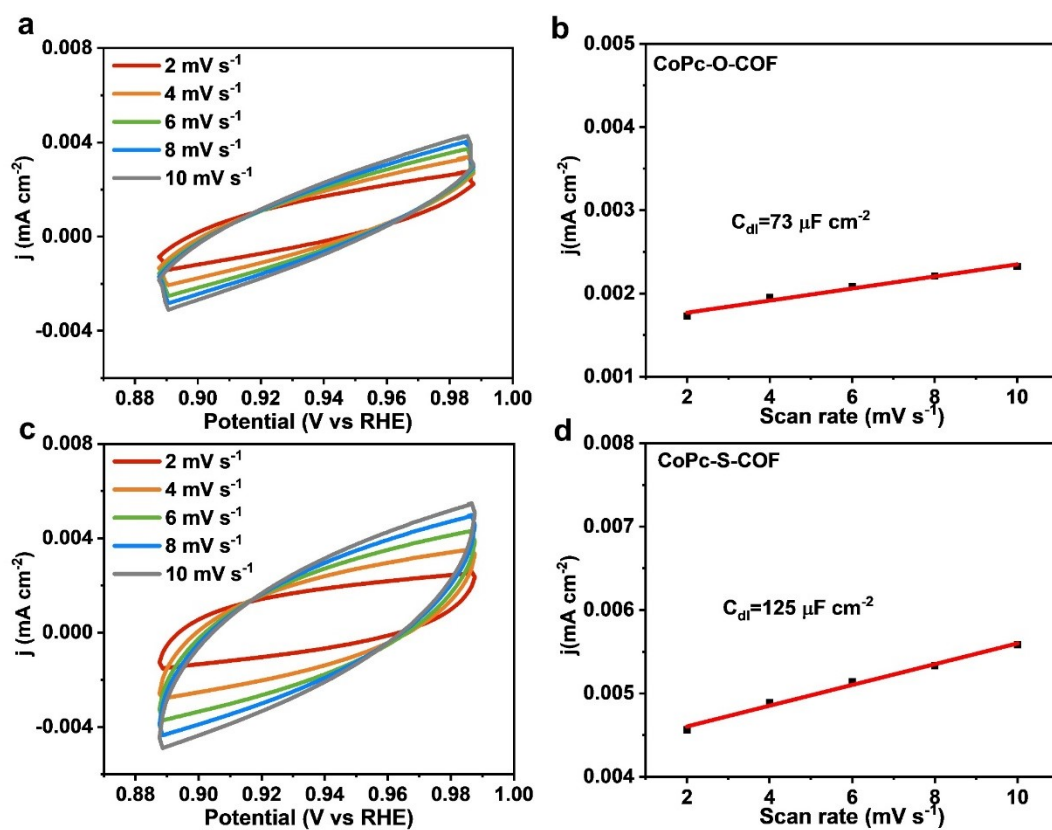 a
0.008
0.004
0.000
-0.004
j (mA cm⁻²)
2 mV s⁻¹
4 mV s⁻¹
6 mV s⁻¹
8 mV s⁻¹
10 mV s⁻¹
0.88 0.90 0.92 0.94 0.96 0.98 1.00
Potential (V vs RHE)
b
0.005
0.004
0.003
0.002
0.001
j(mA cm⁻²)
CoPc-O-COF
C_dl=73 μF cm⁻²
2 4 6 8 10
Scan rate (mV s⁻¹)
c
0.008
0.004
0.000
-0.004
j (mA cm⁻²)
2 mV s⁻¹
4 mV s⁻¹
6 mV s⁻¹
8 mV s⁻¹
10 mV s⁻¹
0.88 0.90 0.92 0.94 0.96 0.98 1.00
Potential (V vs RHE)
d
0.008
0.007
0.006
0.005
0.004
j(mA cm⁻²)
CoPc-S-COF
C_dl=125 μF cm⁻²
2 4 6 8 10
Scan rate (mV s⁻¹)